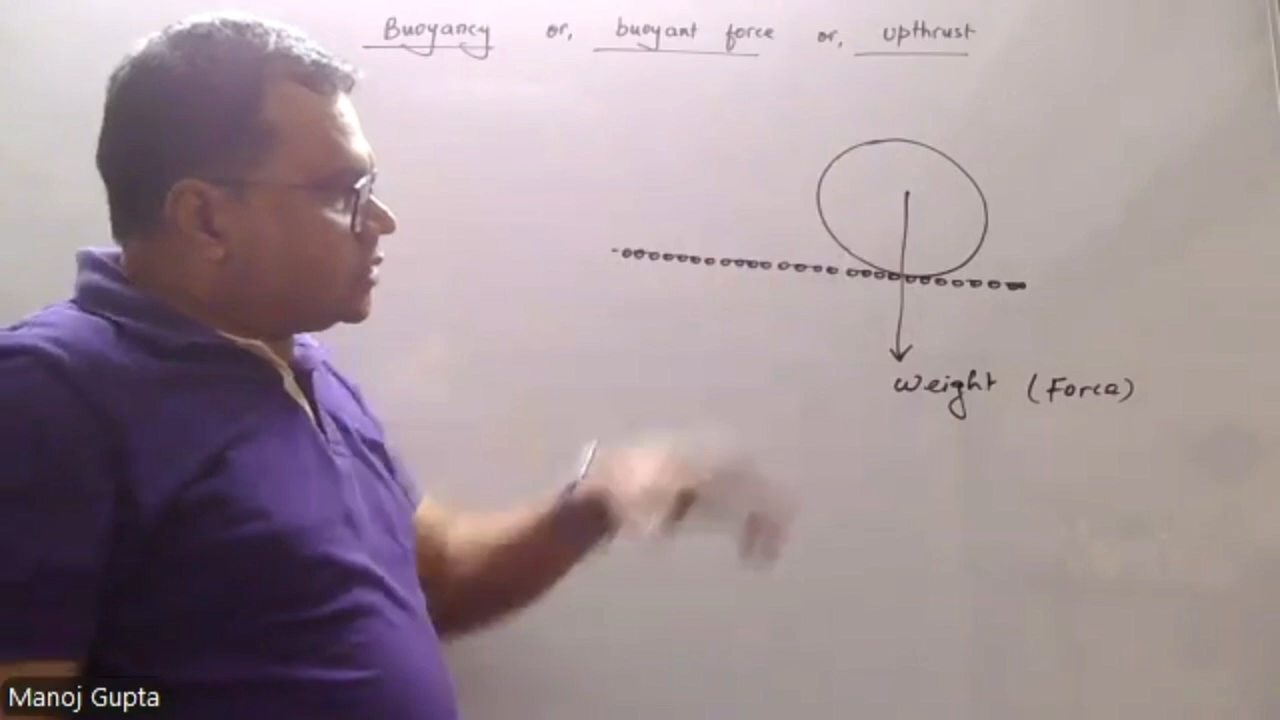 Buoyancy or, buoyant force or, upthrust
Weight (Force)
Manoj Gupta